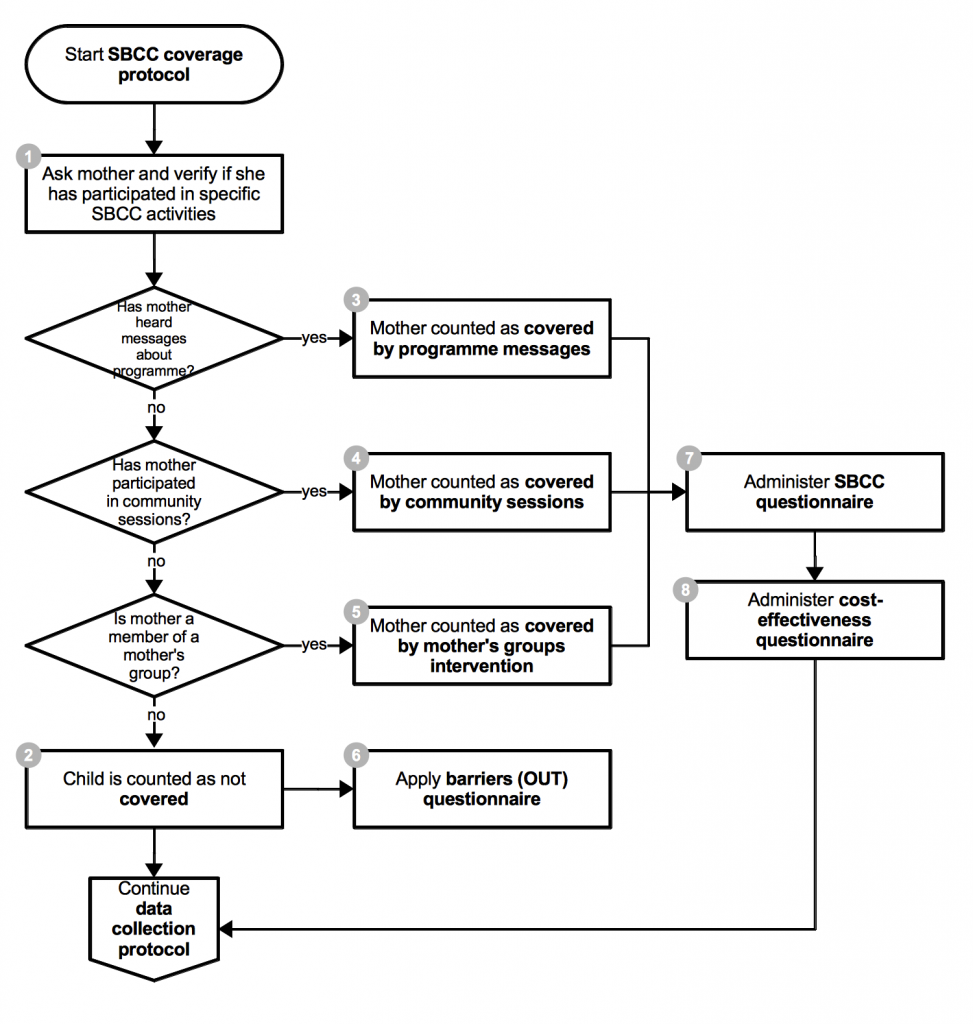 Start SBCC coverage
protocol
1
Ask mother and verify if she
has participated in specific
SBCC activities
Has mother
heard
messages
about
programme?
yes
3
Mother counted as covered
by programme messages
no
Has mother
participated
in community
sessions?
yes
4
Mother counted as covered
by community sessions
7
Administer SBCC
questionnaire
no
Is mother a
member of a
mother's
group?
yes
5
Mother counted as covered
by mother's groups
intervention
8
Administer cost-
effectiveness
questionnaire
no
2
Child is counted as not
covered
6
Apply barriers (OUT)
questionnaire
Continue
data
collection
protocol